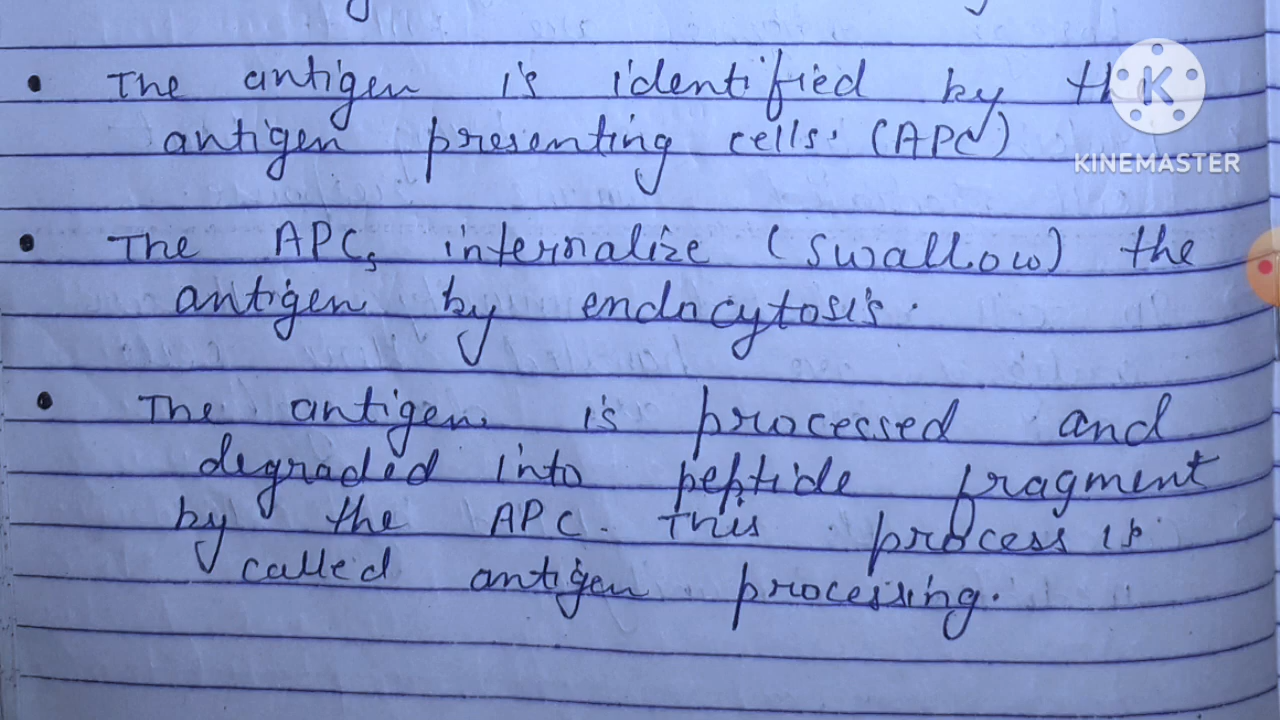 • The antigen is identified by the
antigen presenting cells. (APC)
• The APCs internalize (swallow) the
antigen by endocytosis.
• The antigen is processed and
degraded into peptide fragment
by the APC. This process is
called antigen processing.
K
KINEMASTER